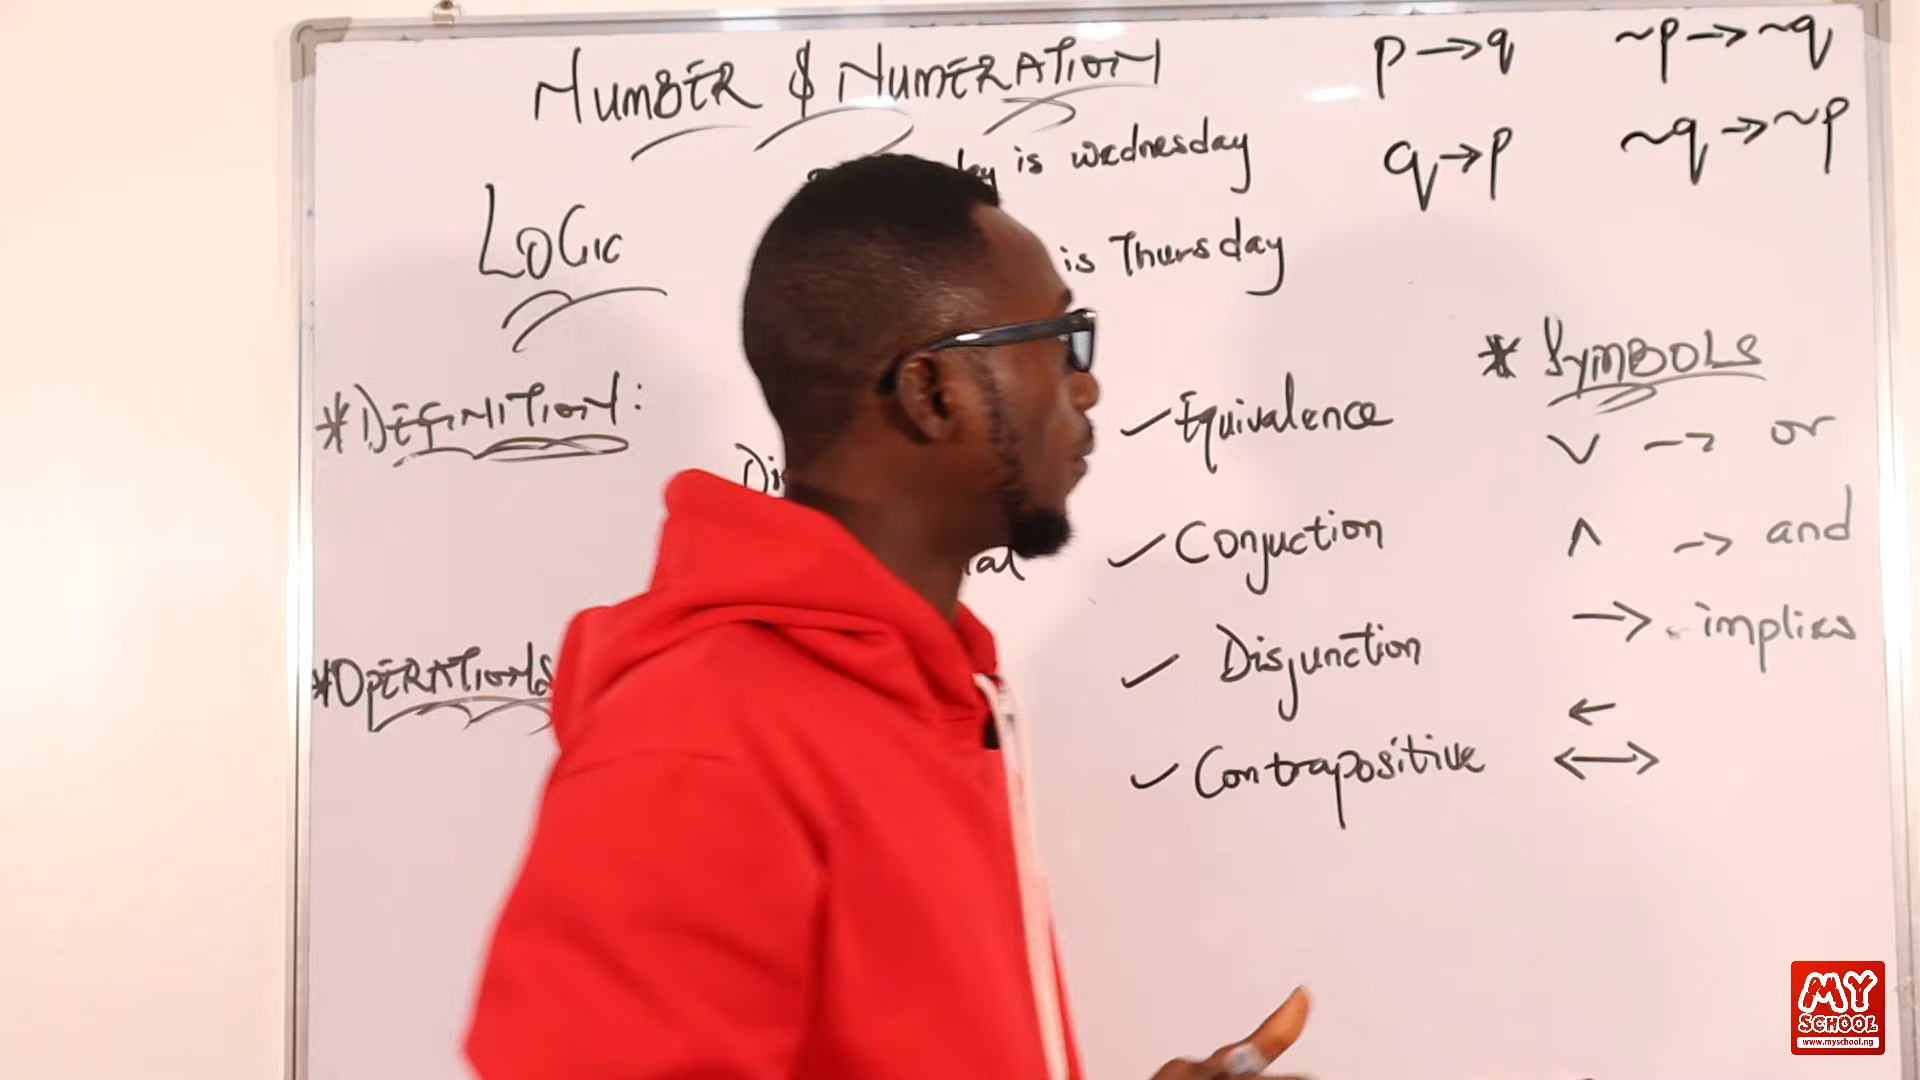 NUMBER & NUMERATION
is wednesday
LOGIC
is Thursday
p → q
~p → ~q
q → p
~q → ~p
* DEFINITION:
* OPERATIONS
✓ Equivalence
✓ Conjuction
✓ Disjunction
✓ Contrapositive
* SYMBOLS
∨ → or
∧ → and
→ implies
←
↔
MY
SCHOOL
www.myschool.ng